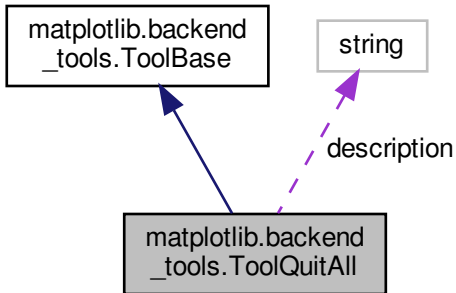 matplotlib.backend
_tools.ToolBase
string
description
matplotlib.backend
_tools.ToolQuitAll